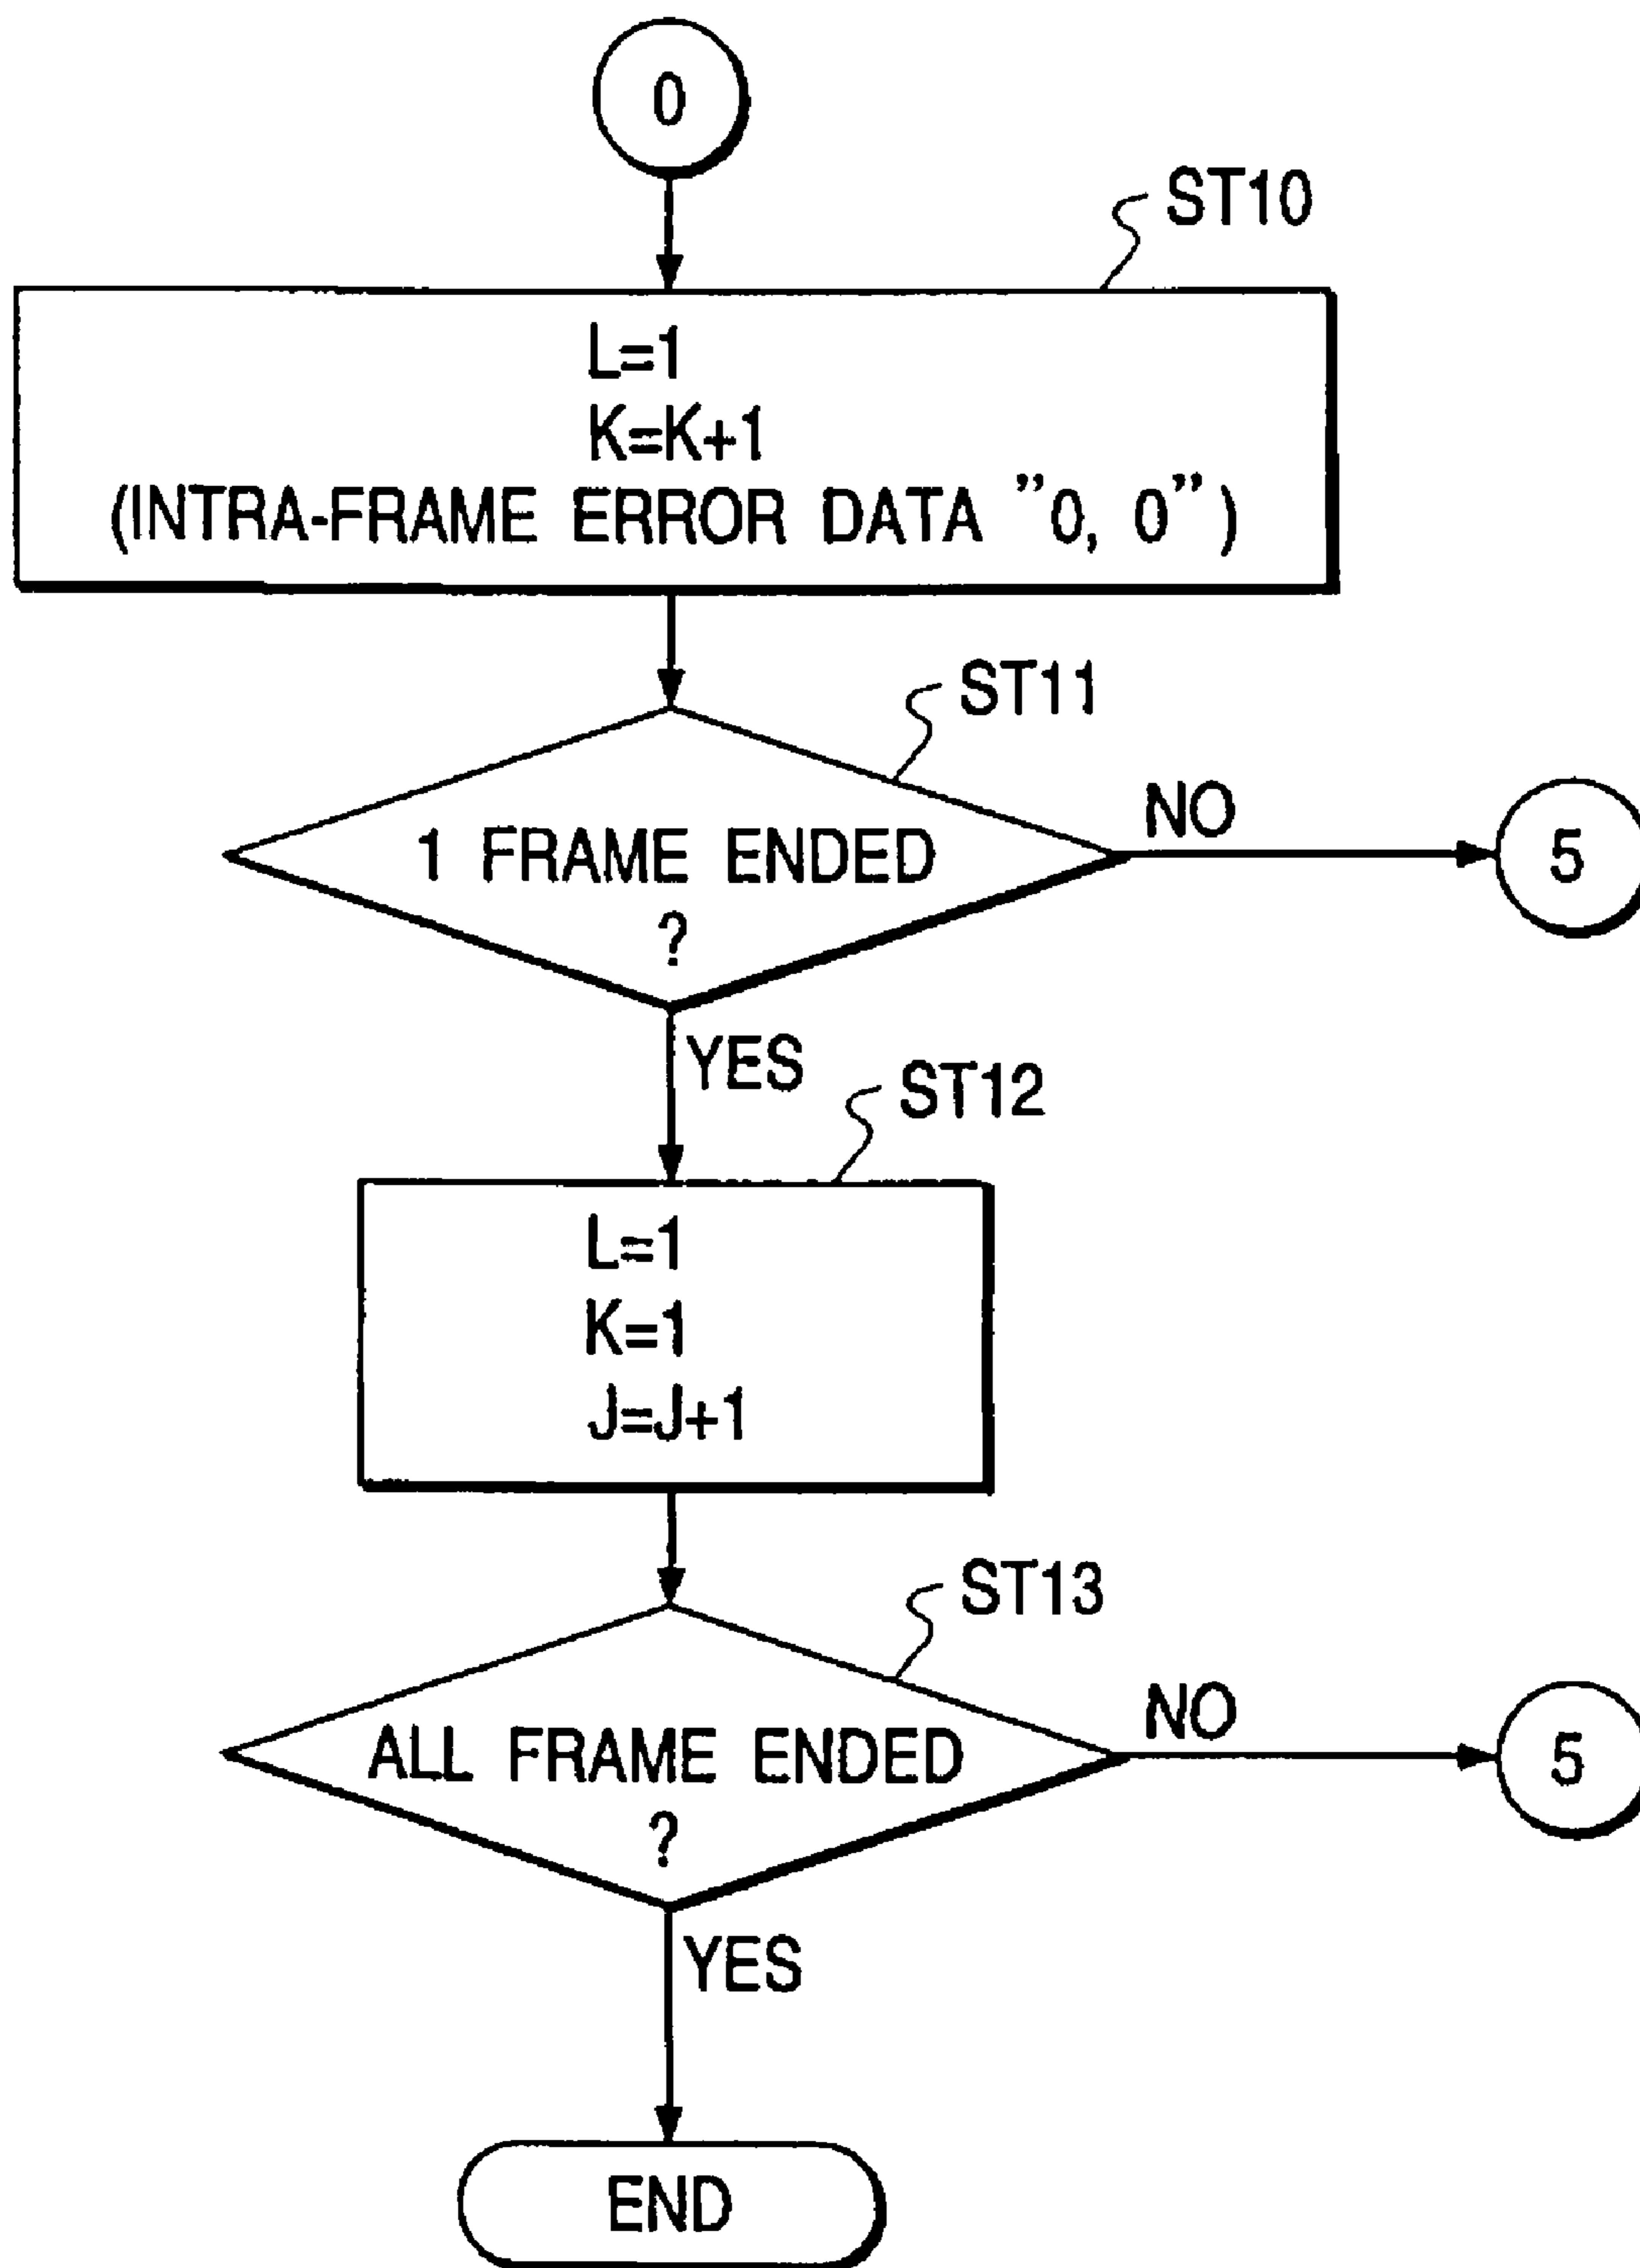 0
ST10
L=1
K=K+1
(INTRA-FRAME ERROR DATA ”0, 0”)
ST11
1 FRAME ENDED
?
NO
5
YES
ST12
L=1
K=1
J=J+1
ST13
ALL FRAME ENDED
?
NO
5
YES
END